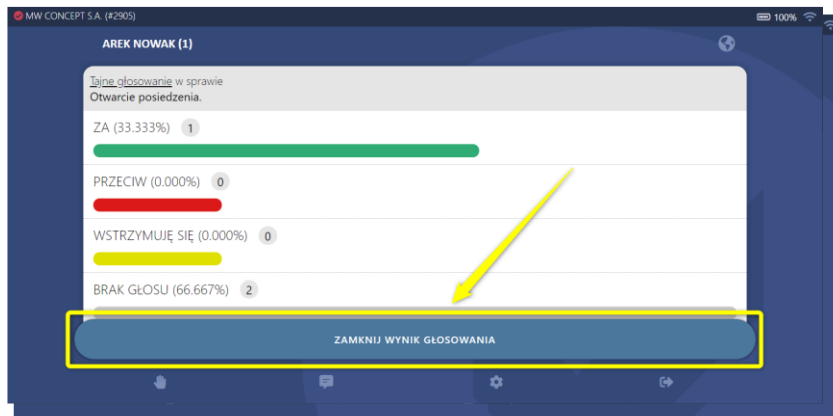 MW CONCEPT S.A. (#2905) 100%
AREK NOWAK (1)
Tajne głosowanie w sprawie
Otwarcie posiedzenia.
ZA (33.333%) 1
PRZECIW (0.000%) 0
WSTRZYMUJĘ SIĘ (0.000%) 0
BRAK GŁOSU (66.667%) 2
ZAMKNIJ WYNIK GŁOSOWANIA